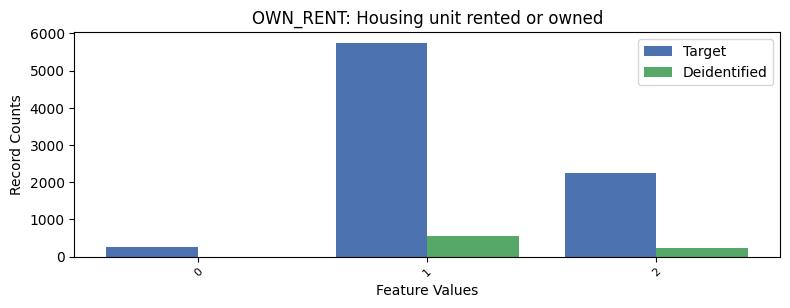 OWN_RENT: Housing unit rented or owned
Record Counts
6000
5000
4000
3000
2000
1000
0
Target
Deidentified
0
1
2
Feature Values